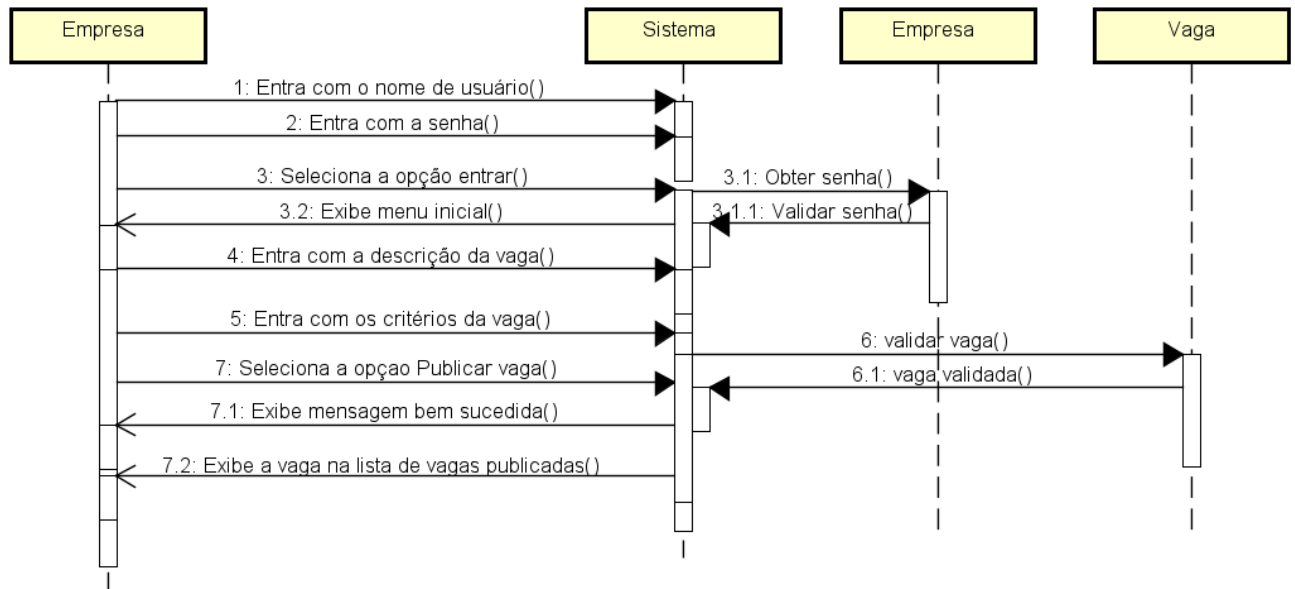 Empresa
Sistema
Empresa
Vaga
1: Entra com o nome de usuário()
2: Entra com a senha()
3: Seleciona a opção entrar()
3.1: Obter senha()
3.2: Exibe menu inicial()
3.1.1: Validar senha()
4: Entra com a descrição da vaga()
5: Entra com os critérios da vaga()
6: validar vaga()
7: Seleciona a opçao Publicar vaga()
6.1: vaga validada()
7.1: Exibe mensagem bem sucedida()
7.2: Exibe a vaga na lista de vagas publicadas()